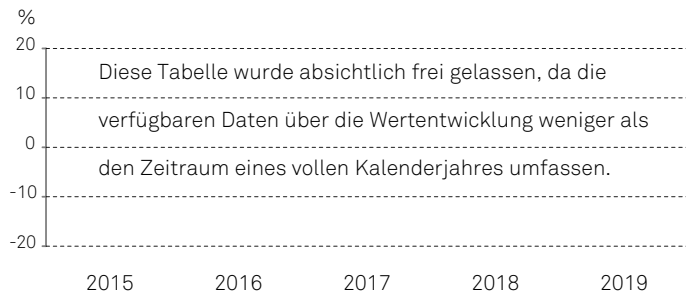 %
20
Diese Tabelle wurde absichtlich frei gelassen, da die
10
verfügbaren Daten über die Wertentwicklung weniger als
0
den Zeitraum eines vollen Kalenderjahres umfassen.
-10
-20
2015 2016 2017 2018 2019